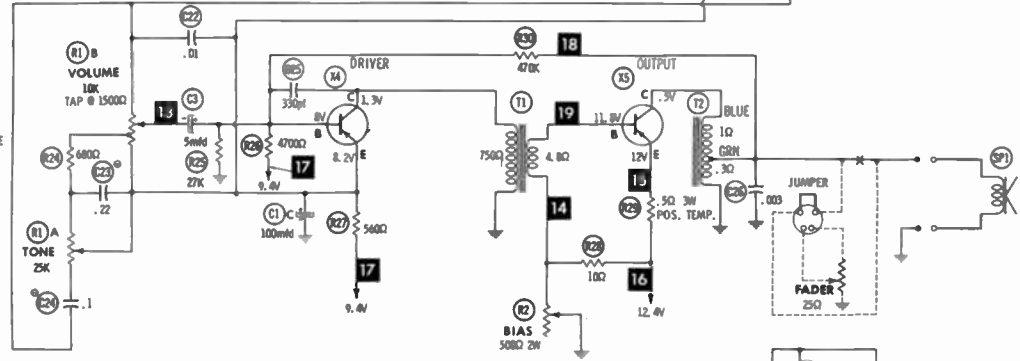 C22
.01
R1 B
VOLUME
10K
TAP @ 1500Ω
13
C3
5mfd
R25
27K
R24
680Ω
C23
.22
R1 A
TONE
25K
C24
.1
R30
470K
18
DRIVER
X4
330pf
C
1.3V
8V
B
8.2V
E
R26
4700Ω
17
9.4V
C1
C
100mfd
R27
560Ω
17
9.4V
T1
750Ω
4.8Ω
19
14
OUTPUT
X5
C
.5V
11.8V
B
12V
E
15
R29
.5Ω 3W
POS. TEMP.
R28
10Ω
16
12.4V
R2
BIAS
500Ω 2W
T2
BLUE
1Ω
GRN
.3Ω
C26
.003
JUMPER
FADER
25Ω
SP1